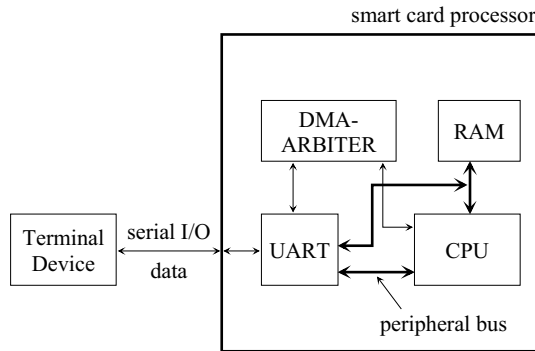 smart card processor
DMA-
ARBITER
RAM
Terminal
Device
serial I/O
data
UART
CPU
peripheral bus